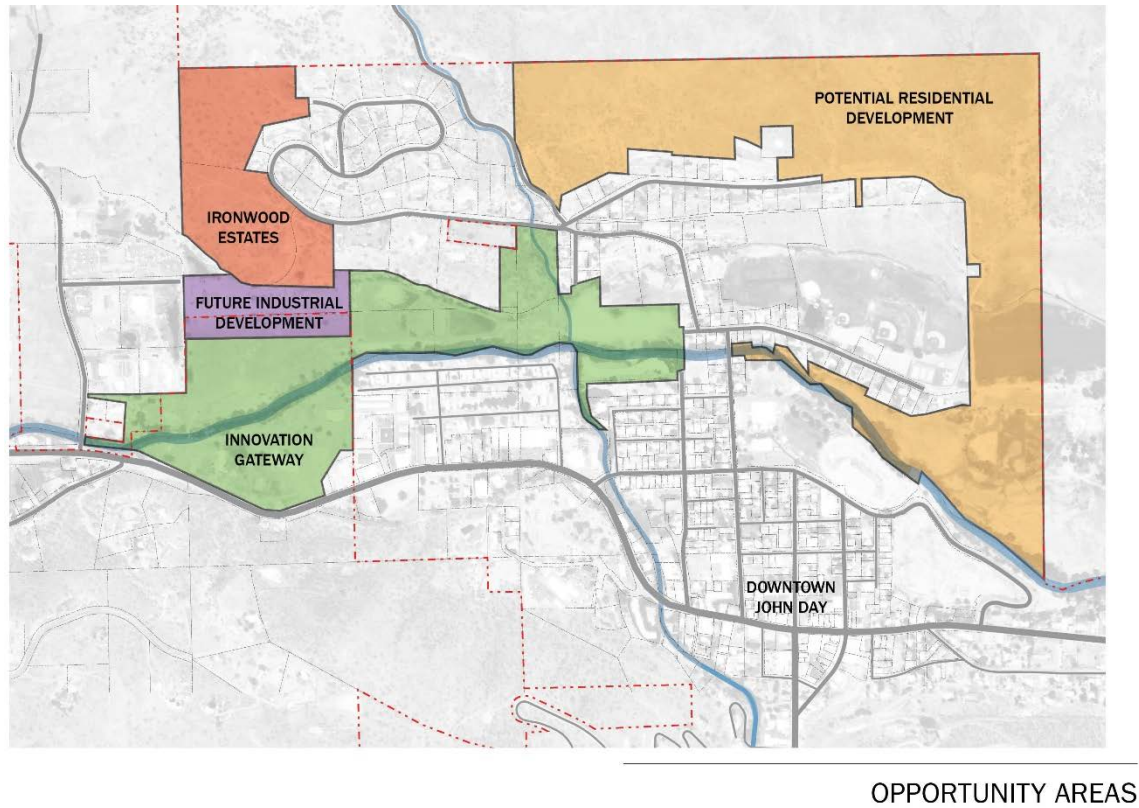 POTENTIAL RESIDENTIAL
DEVELOPMENT
IRONWOOD
ESTATES
FUTURE INDUSTRIAL
DEVELOPMENT
INNOVATION
GATEWAY
DOWNTOWN
JOHN DAY
OPPORTUNITY AREAS